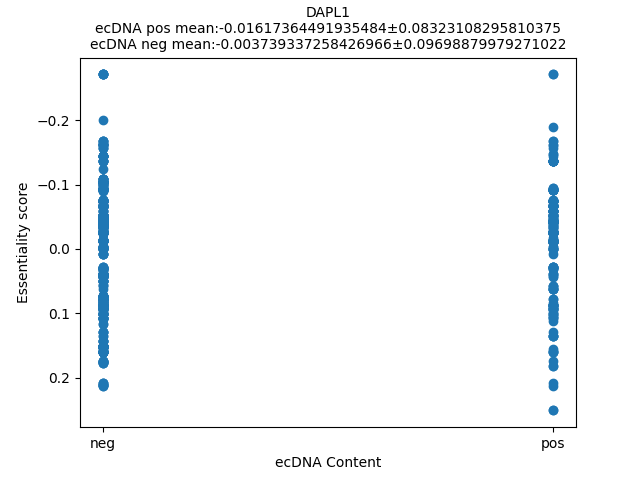 DAPL1
ecDNA pos mean:-0.01617364491935484±0.08323108295810375
ecDNA neg mean:-0.003739337258426966±0.09698879979271022
−0.2
−0.1
0.0
0.1
0.2
Essentiality score
neg
pos
ecDNA Content